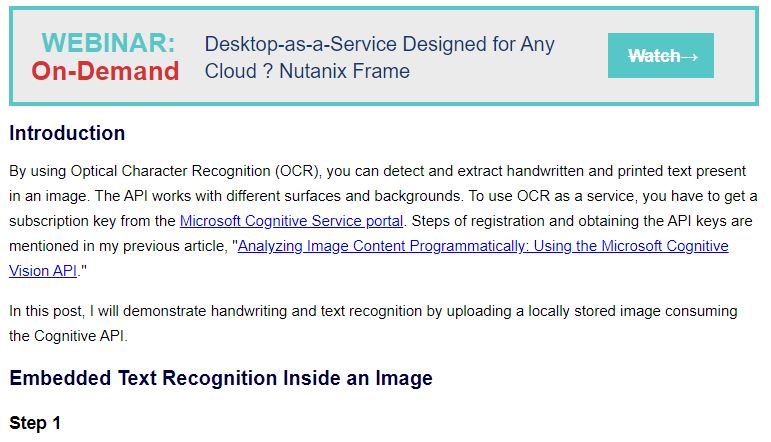 WEBINAR:
On-Demand
Desktop-as-a-Service Designed for Any
Cloud ? Nutanix Frame
Watch→
Introduction
By using Optical Character Recognition (OCR), you can detect and extract handwritten and printed text present
in an image. The API works with different surfaces and backgrounds. To use OCR as a service, you have to get a
subscription key from the Microsoft Cognitive Service portal. Steps of registration and obtaining the API keys are
mentioned in my previous article, "Analyzing Image Content Programmatically: Using the Microsoft Cognitive
Vision API."
In this post, I will demonstrate handwriting and text recognition by uploading a locally stored image consuming
the Cognitive API.
Embedded Text Recognition Inside an Image
Step 1